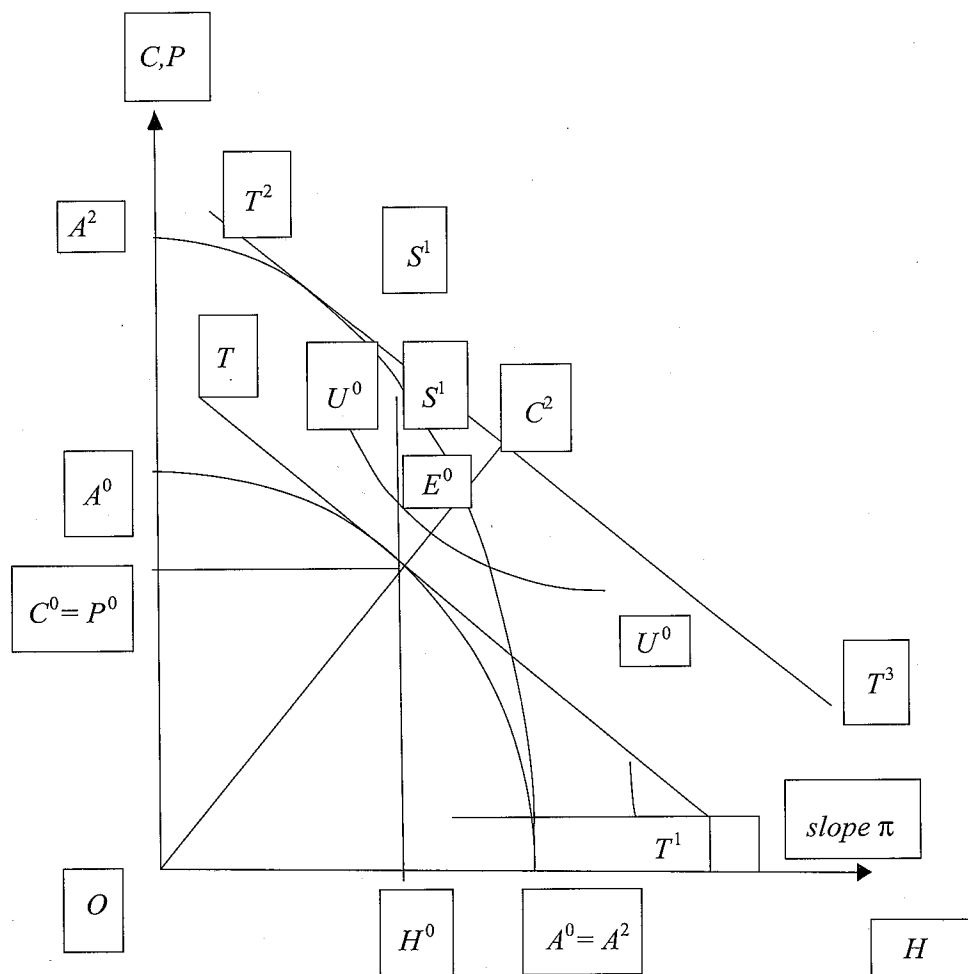 C,P
T²
A²
S¹
T
U⁰
S¹
C²
A⁰
E⁰
C⁰= P⁰
U⁰
T³
slope π
T¹
O
H⁰
A⁰= A²
H